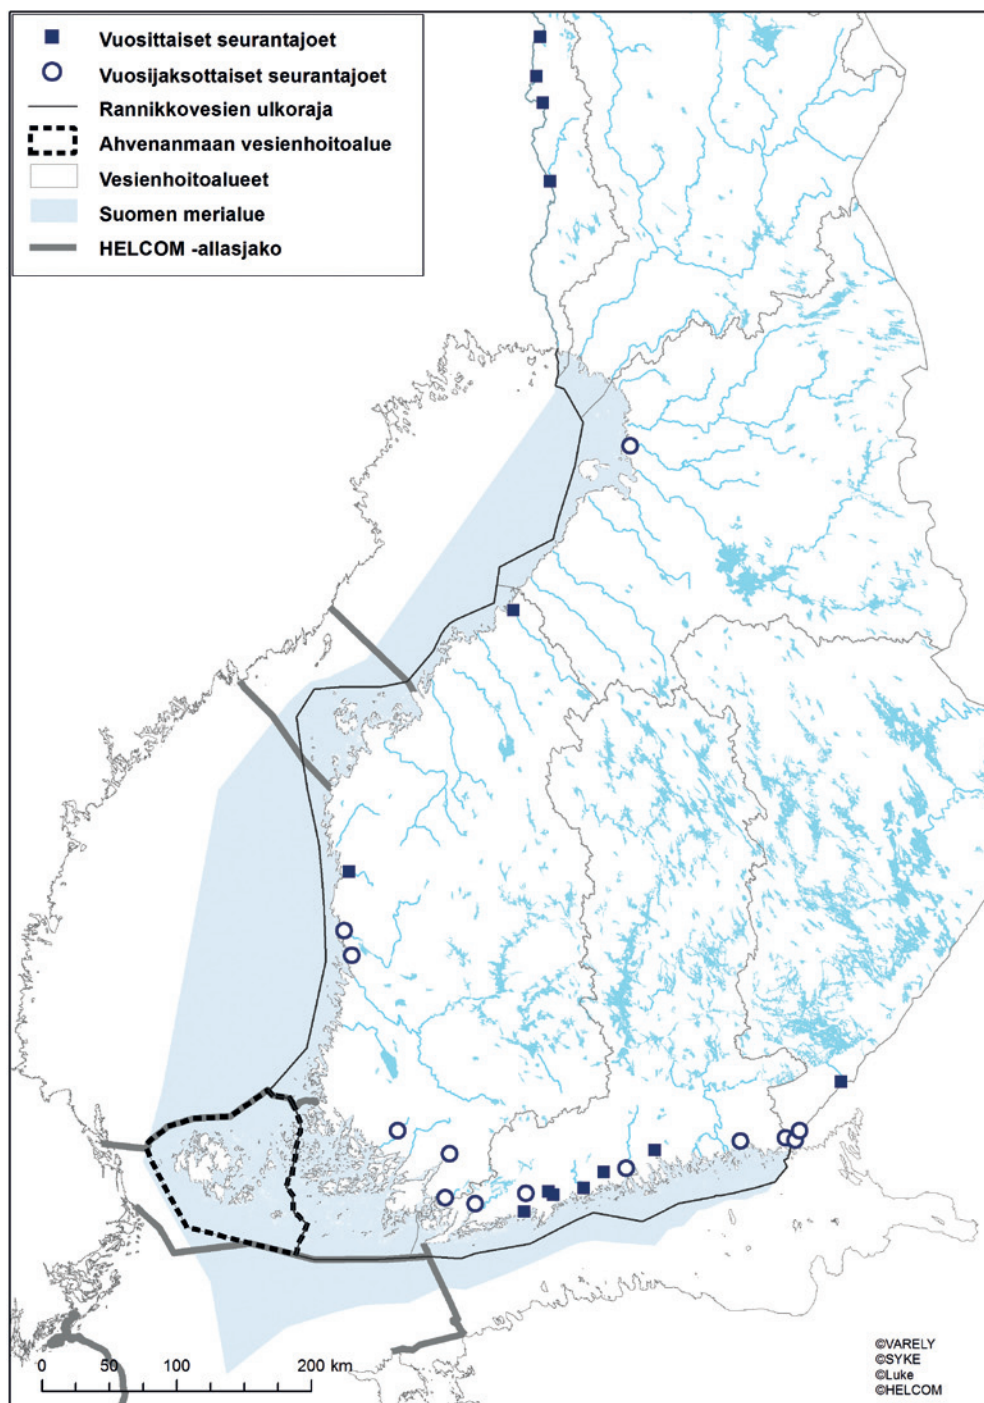 Vuosittaiset seurantajoet
Vuosijaksottaiset seurantajoet
Rannikkovesien ulkoraja
Ahvenanmaan vesienhoitoalue
Vesienhoitoalueet
Suomen merialue
HELCOM -allasjako
0 50 100 200 km
©VARELY
©SYKE
©Luke
©HELCOM